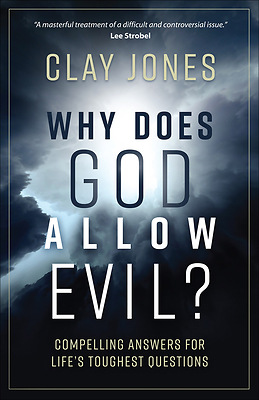 "A masterful treatment of a difficult and controversial issue."
Lee Strobel
CLAY JONES
WHY DOES
GOD
ALLOW
EVIL?
COMPELLING ANSWERS FOR
LIFE'S TOUGHEST QUESTIONS